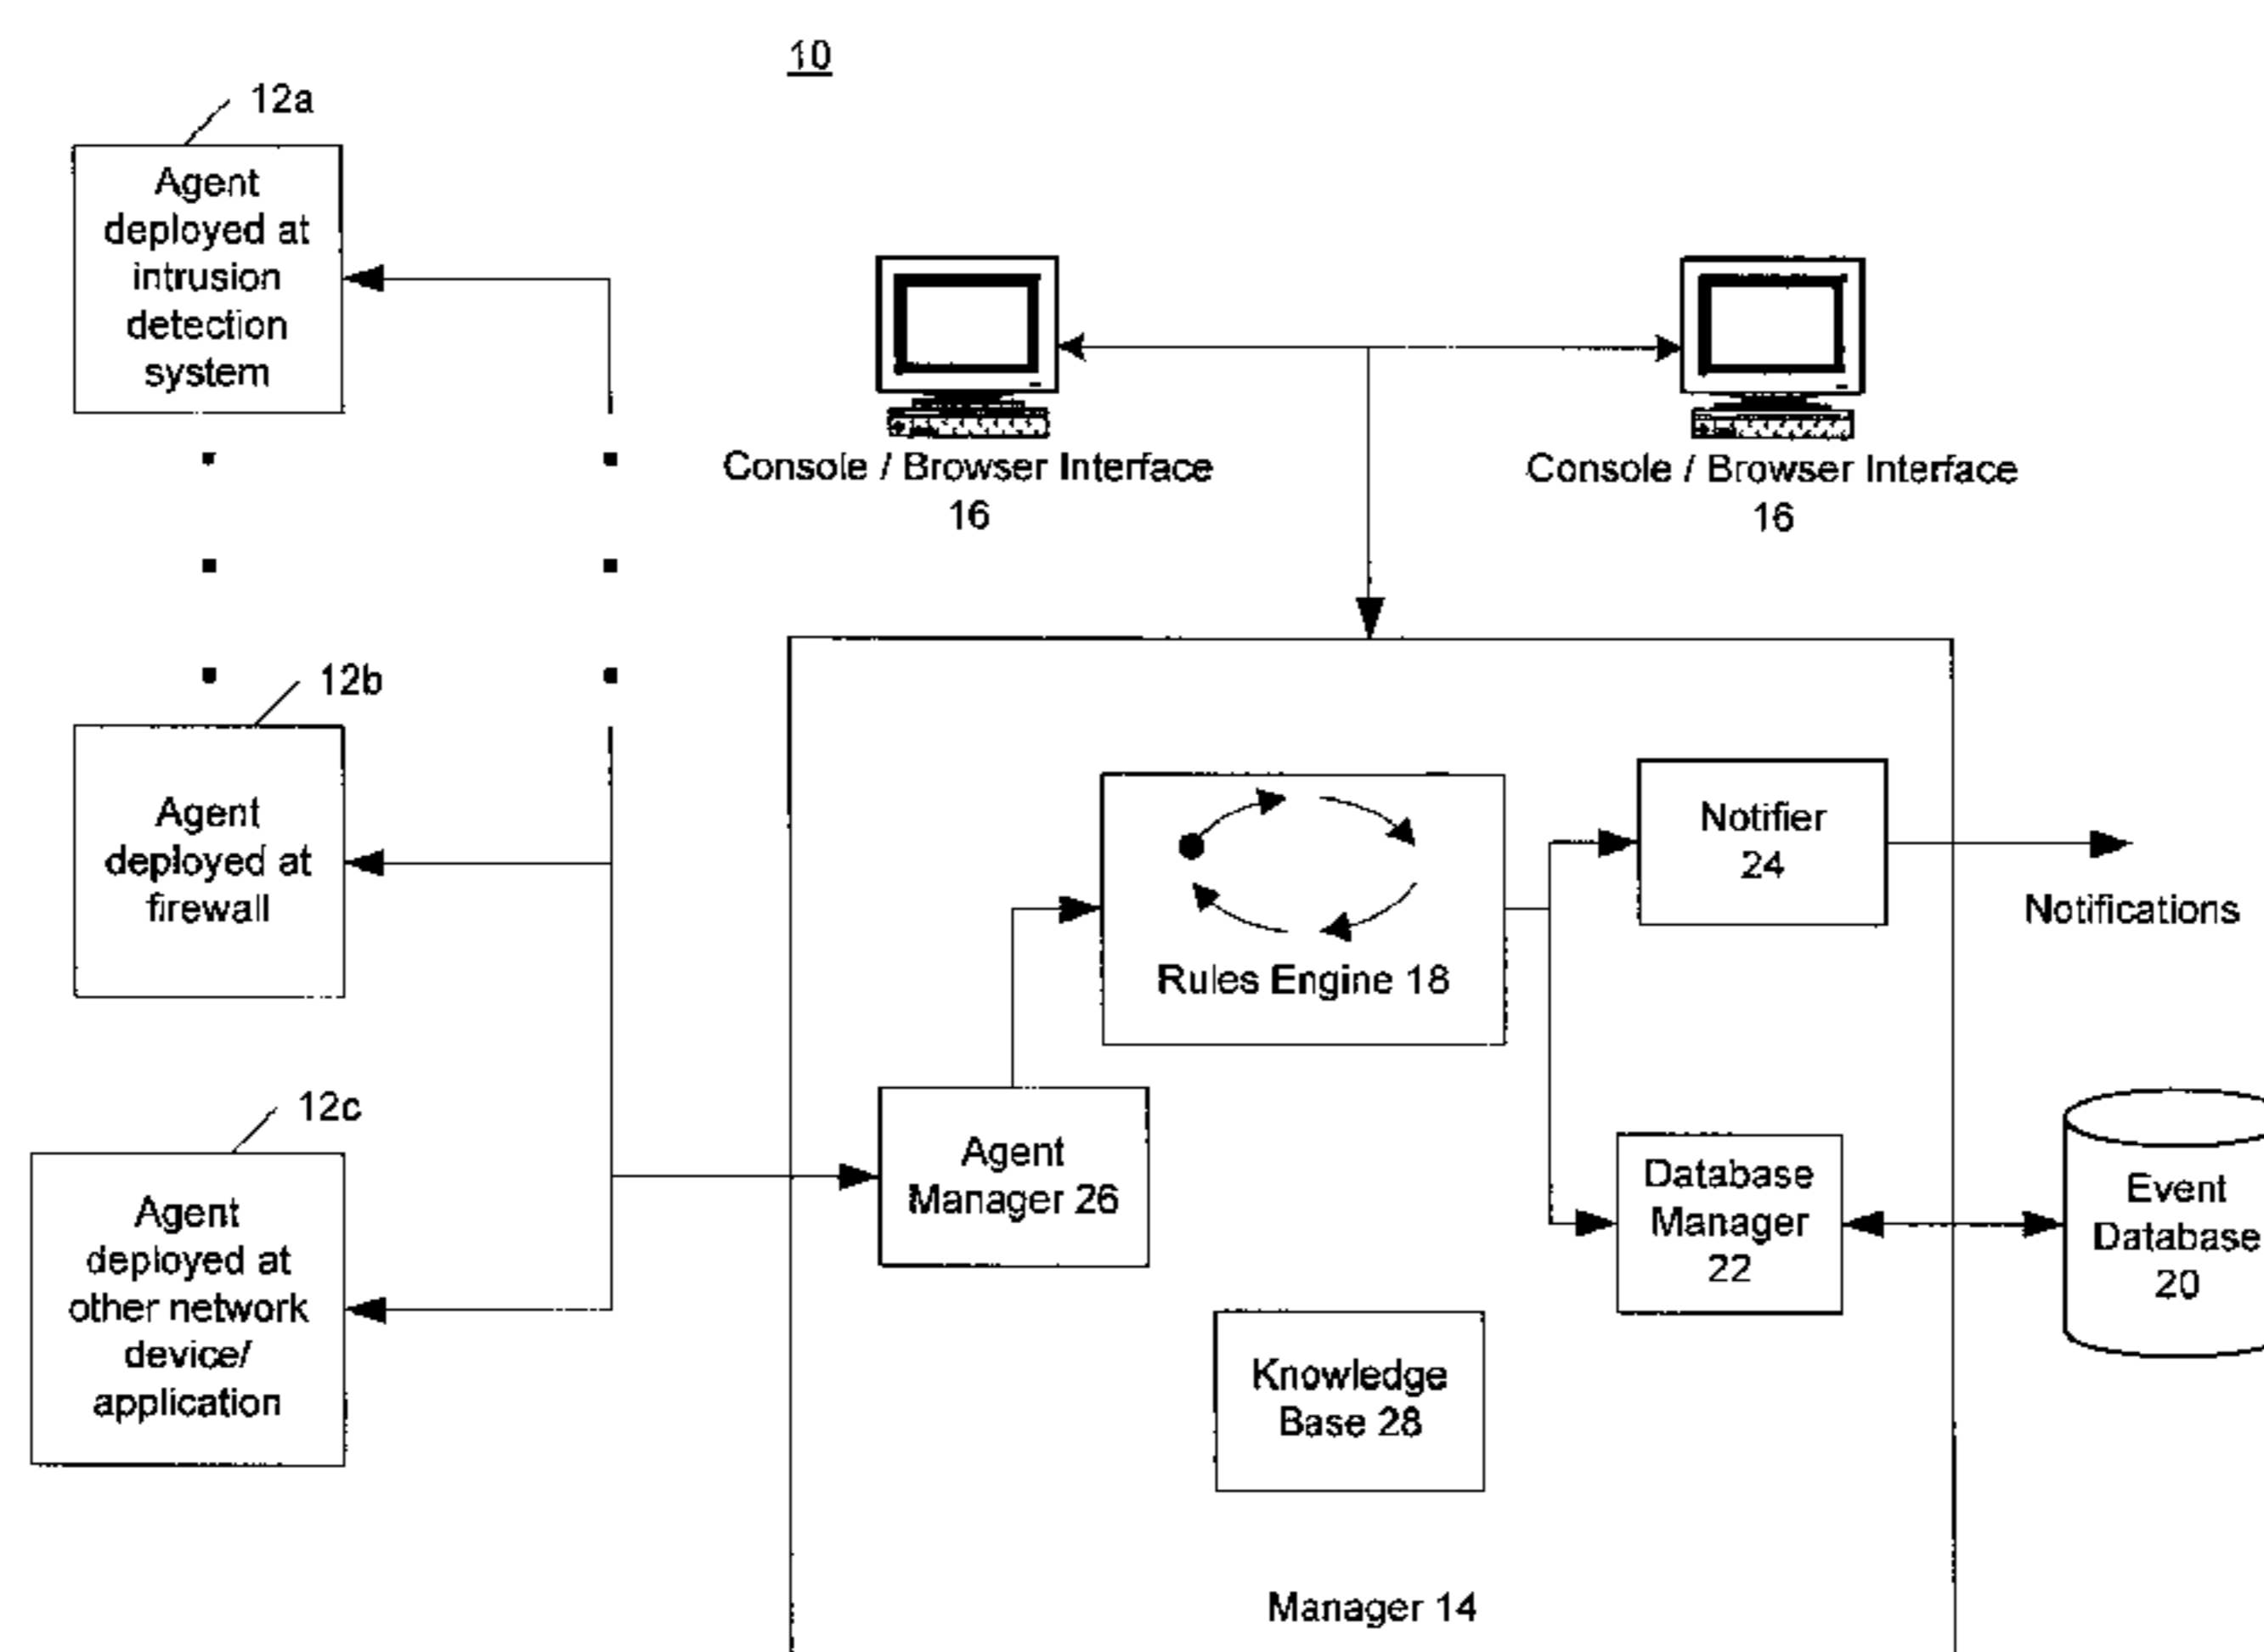 10
12a
Agent
deployed at
intrusion
detection
system
Console / Browser Interface
16
Console / Browser Interface
16
12b
Agent
deployed at
firewall
Rules Engine 18
Notifier
24
Notifications
12c
Agent
deployed at
other network
device/
application
Agent
Manager 26
Database
Manager
22
Event
Database
20
Knowledge
Base 28
Manager 14